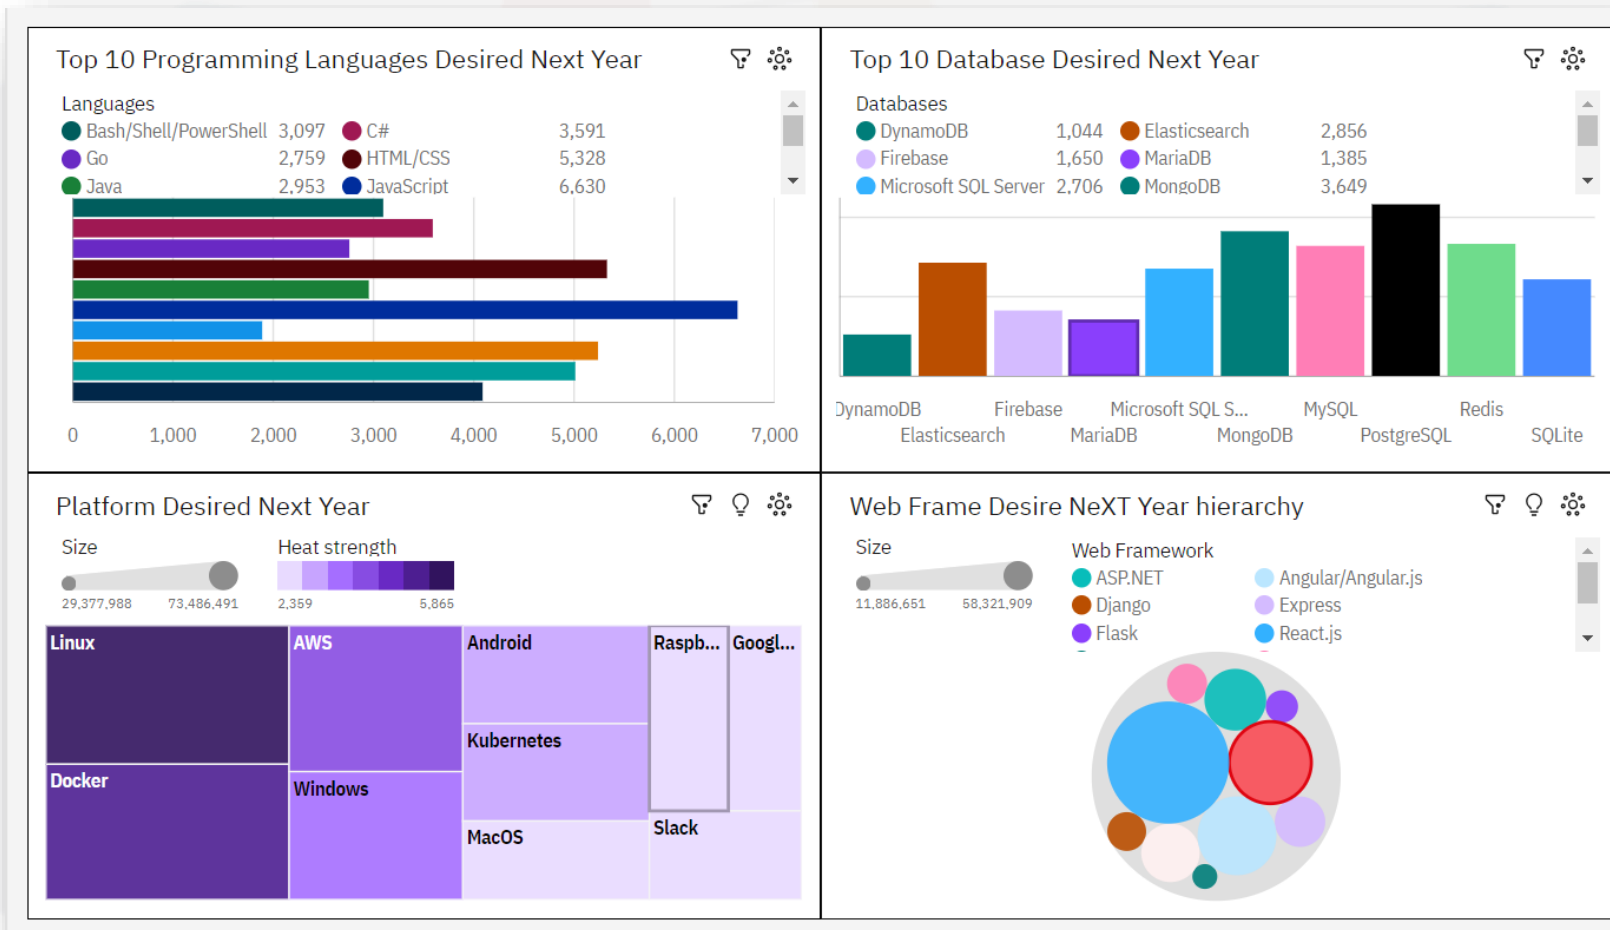 Top 10 Programming Languages Desired Next Year
Languages
Bash/Shell/PowerShell 3,097 C# 3,591
Go 2,759 HTML/CSS 5,328
Java 2,953 JavaScript 6,630
0 1,000 2,000 3,000 4,000 5,000 6,000 7,000
Top 10 Database Desired Next Year
Databases
DynamoDB 1,044 Elasticsearch 2,856
Firebase 1,650 MariaDB 1,385
Microsoft SQL Server 2,706 MongoDB 3,649
DynamoDB Firebase Microsoft SQL S... MySQL Redis
Elasticsearch MariaDB MongoDB PostgreSQL SQLite
Platform Desired Next Year
Size Heat strength
29,377,988 73,486,491 2,359 5,865
Linux AWS Android Raspb... Googl...
Kubernetes
Docker
Windows
Slack
MacOS
Web Frame Desire NeXT Year hierarchy
Size Web Framework
11,886,651 58,321,909
ASP.NET Angular/Angular.js
Django Express
Flask React.js